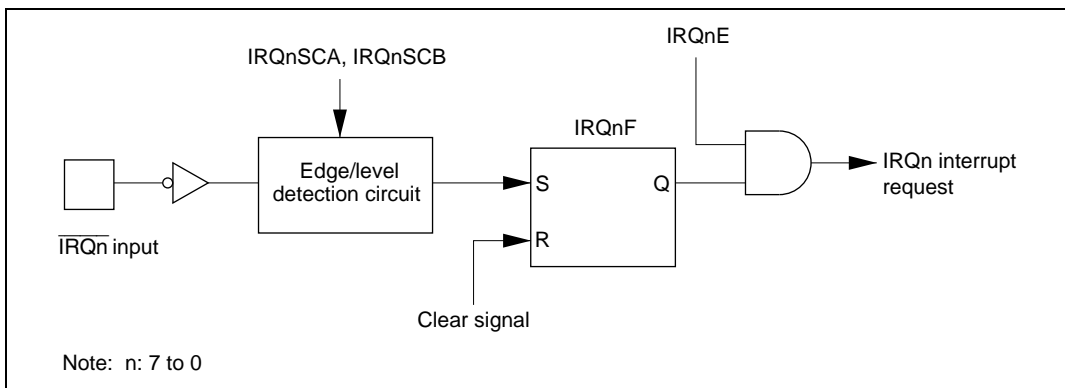 IRQnE
IRQnSCA, IRQnSCB
IRQnF
Edge/level
detection circuit
S
Q
R
IRQn interrupt
request
IRQn input
Clear signal
Note: n: 7 to 0